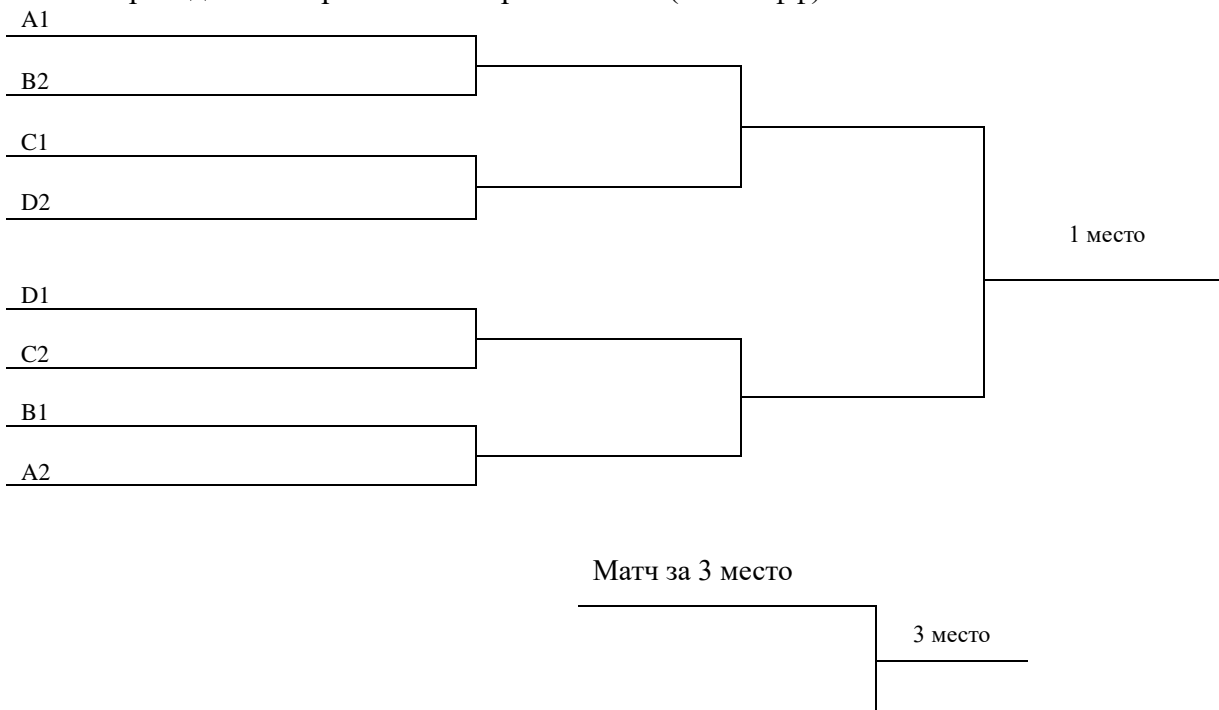 A1
B2
C1
D2
1 место
D1
C2
B1
A2
Матч за 3 место
3 место